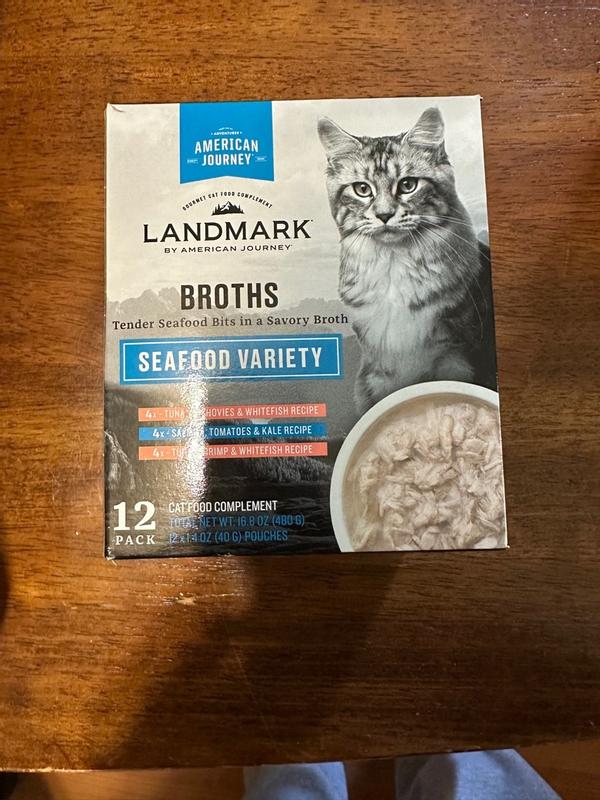 ADVENTURES
AMERICAN
JOURNEY
GOURMET CAT FOOD COMPLEMENT
LANDMARK
BY AMERICAN JOURNEY
BROTHS
Tender Seafood Bits in a Savory Broth
SEAFOOD VARIETY
4x - TUNA & WHITEFISH RECIPE
4x - TOMATOES & KALE RECIPE
4x - & WHITEFISH RECIPE
12
PACK
CAT FOOD COMPLEMENT
TOTAL NET WT. 16.8 OZ (480 G)
12 x 1.4 OZ (40 G) POUCHES